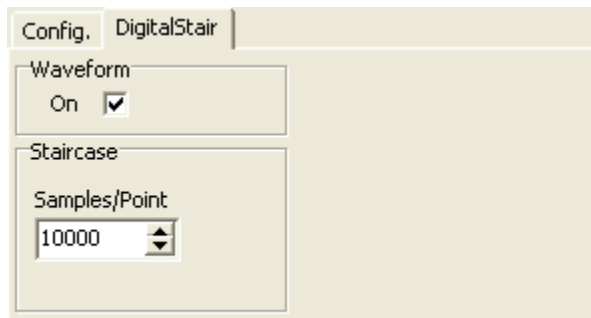 Config. DigitalStair
Waveform
On
Staircase
Samples/Point
10000